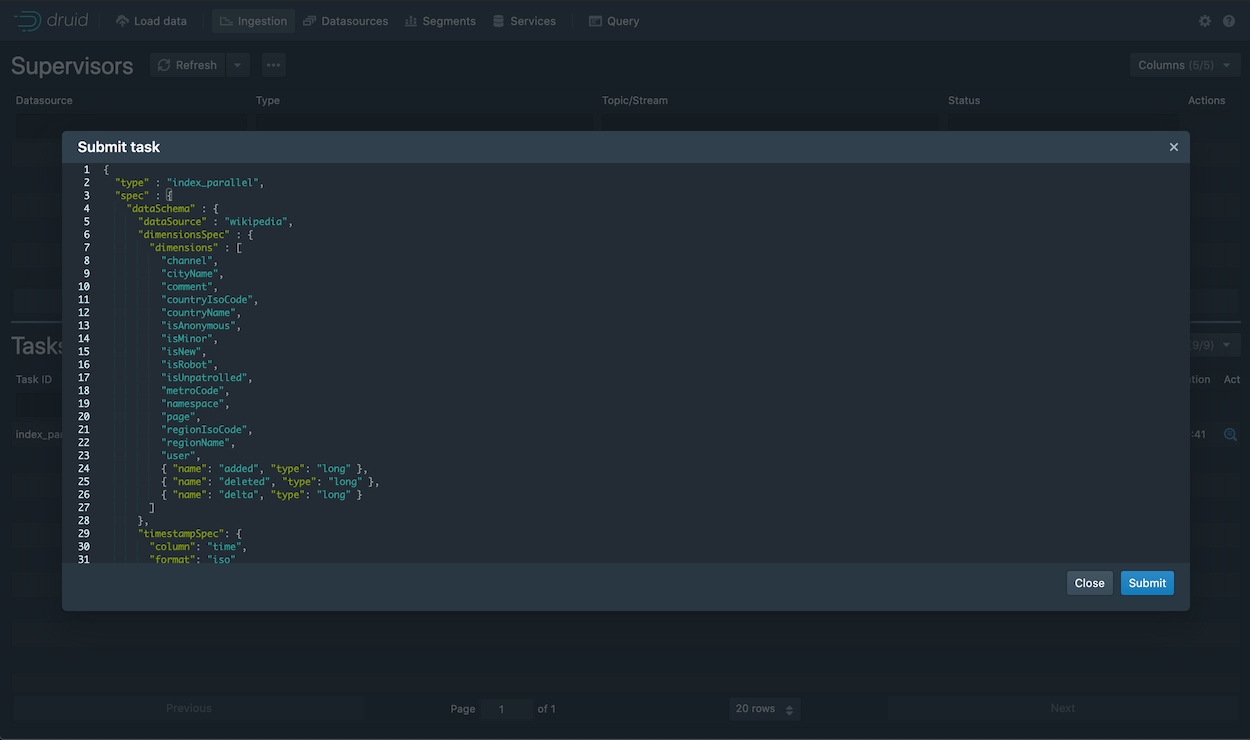 druid Load data Ingestion Datasources Segments Services Query
Supervisors Refresh ••• Columns (5/5)
Datasource Type Topic/Stream Status Actions
Submit task ×
1 {
2 "type" : "index_parallel",
3 "spec" : {
4 "dataSchema" : {
5 "dataSource" : "wikipedia",
6 "dimensionsSpec" : {
7 "dimensions" : [
8 "channel",
9 "cityName",
10 "comment",
11 "countryIsoCode",
12 "countryName",
13 "isAnonymous",
14 "isMinor",
15 "isNew",
16 "isRobot",
17 "isUnpatrolled",
18 "metroCode",
19 "namespace",
20 "page",
21 "regionIsoCode",
22 "regionName",
23 "user",
24 { "name": "added", "type": "long" },
25 { "name": "deleted", "type": "long" },
26 { "name": "delta", "type": "long" }
27 ]
28 },
29 "timestampSpec": {
30 "column": "time",
31 "format": "iso"
Close Submit
Tasks 9/9)
Task ID tion Act
index_par :41
Previous Page 1 of 1 20 rows Next